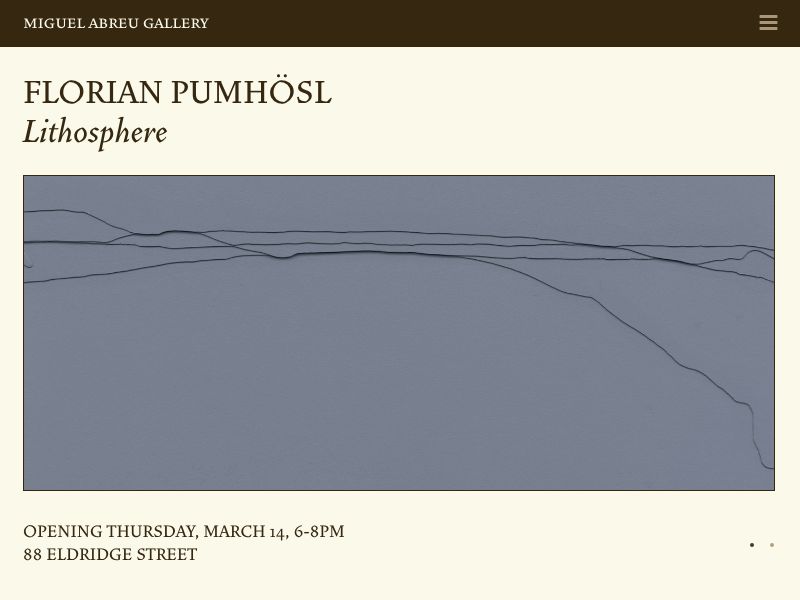 MIGUEL ABREU GALLERY
FLORIAN PUMHÖSL
Lithosphere
OPENING THURSDAY, MARCH 14, 6-8PM
88 ELDRIDGE STREET